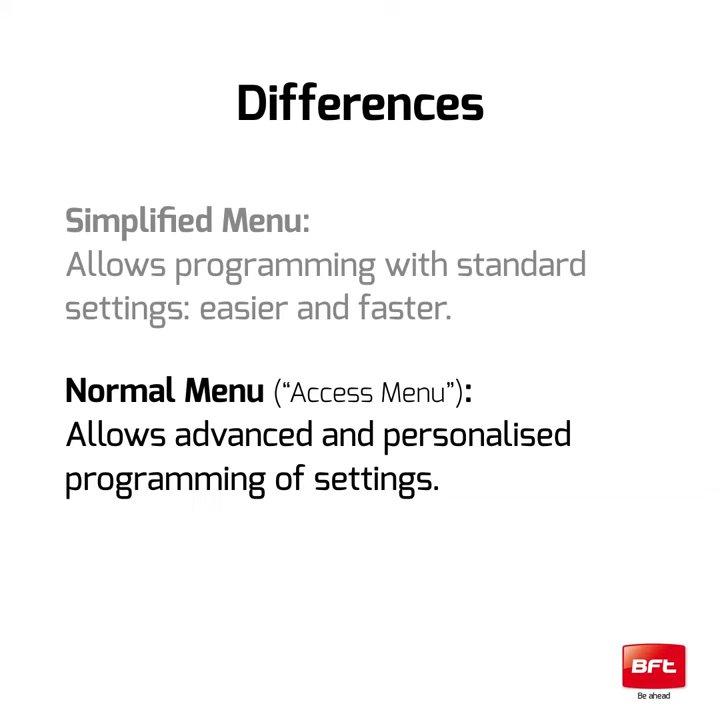 Differences
Simplified Menu:
Allows programming with standard
settings: easier and faster.
Normal Menu (“Access Menu”):
Allows advanced and personalised
programming of settings.
BFt
Be ahead